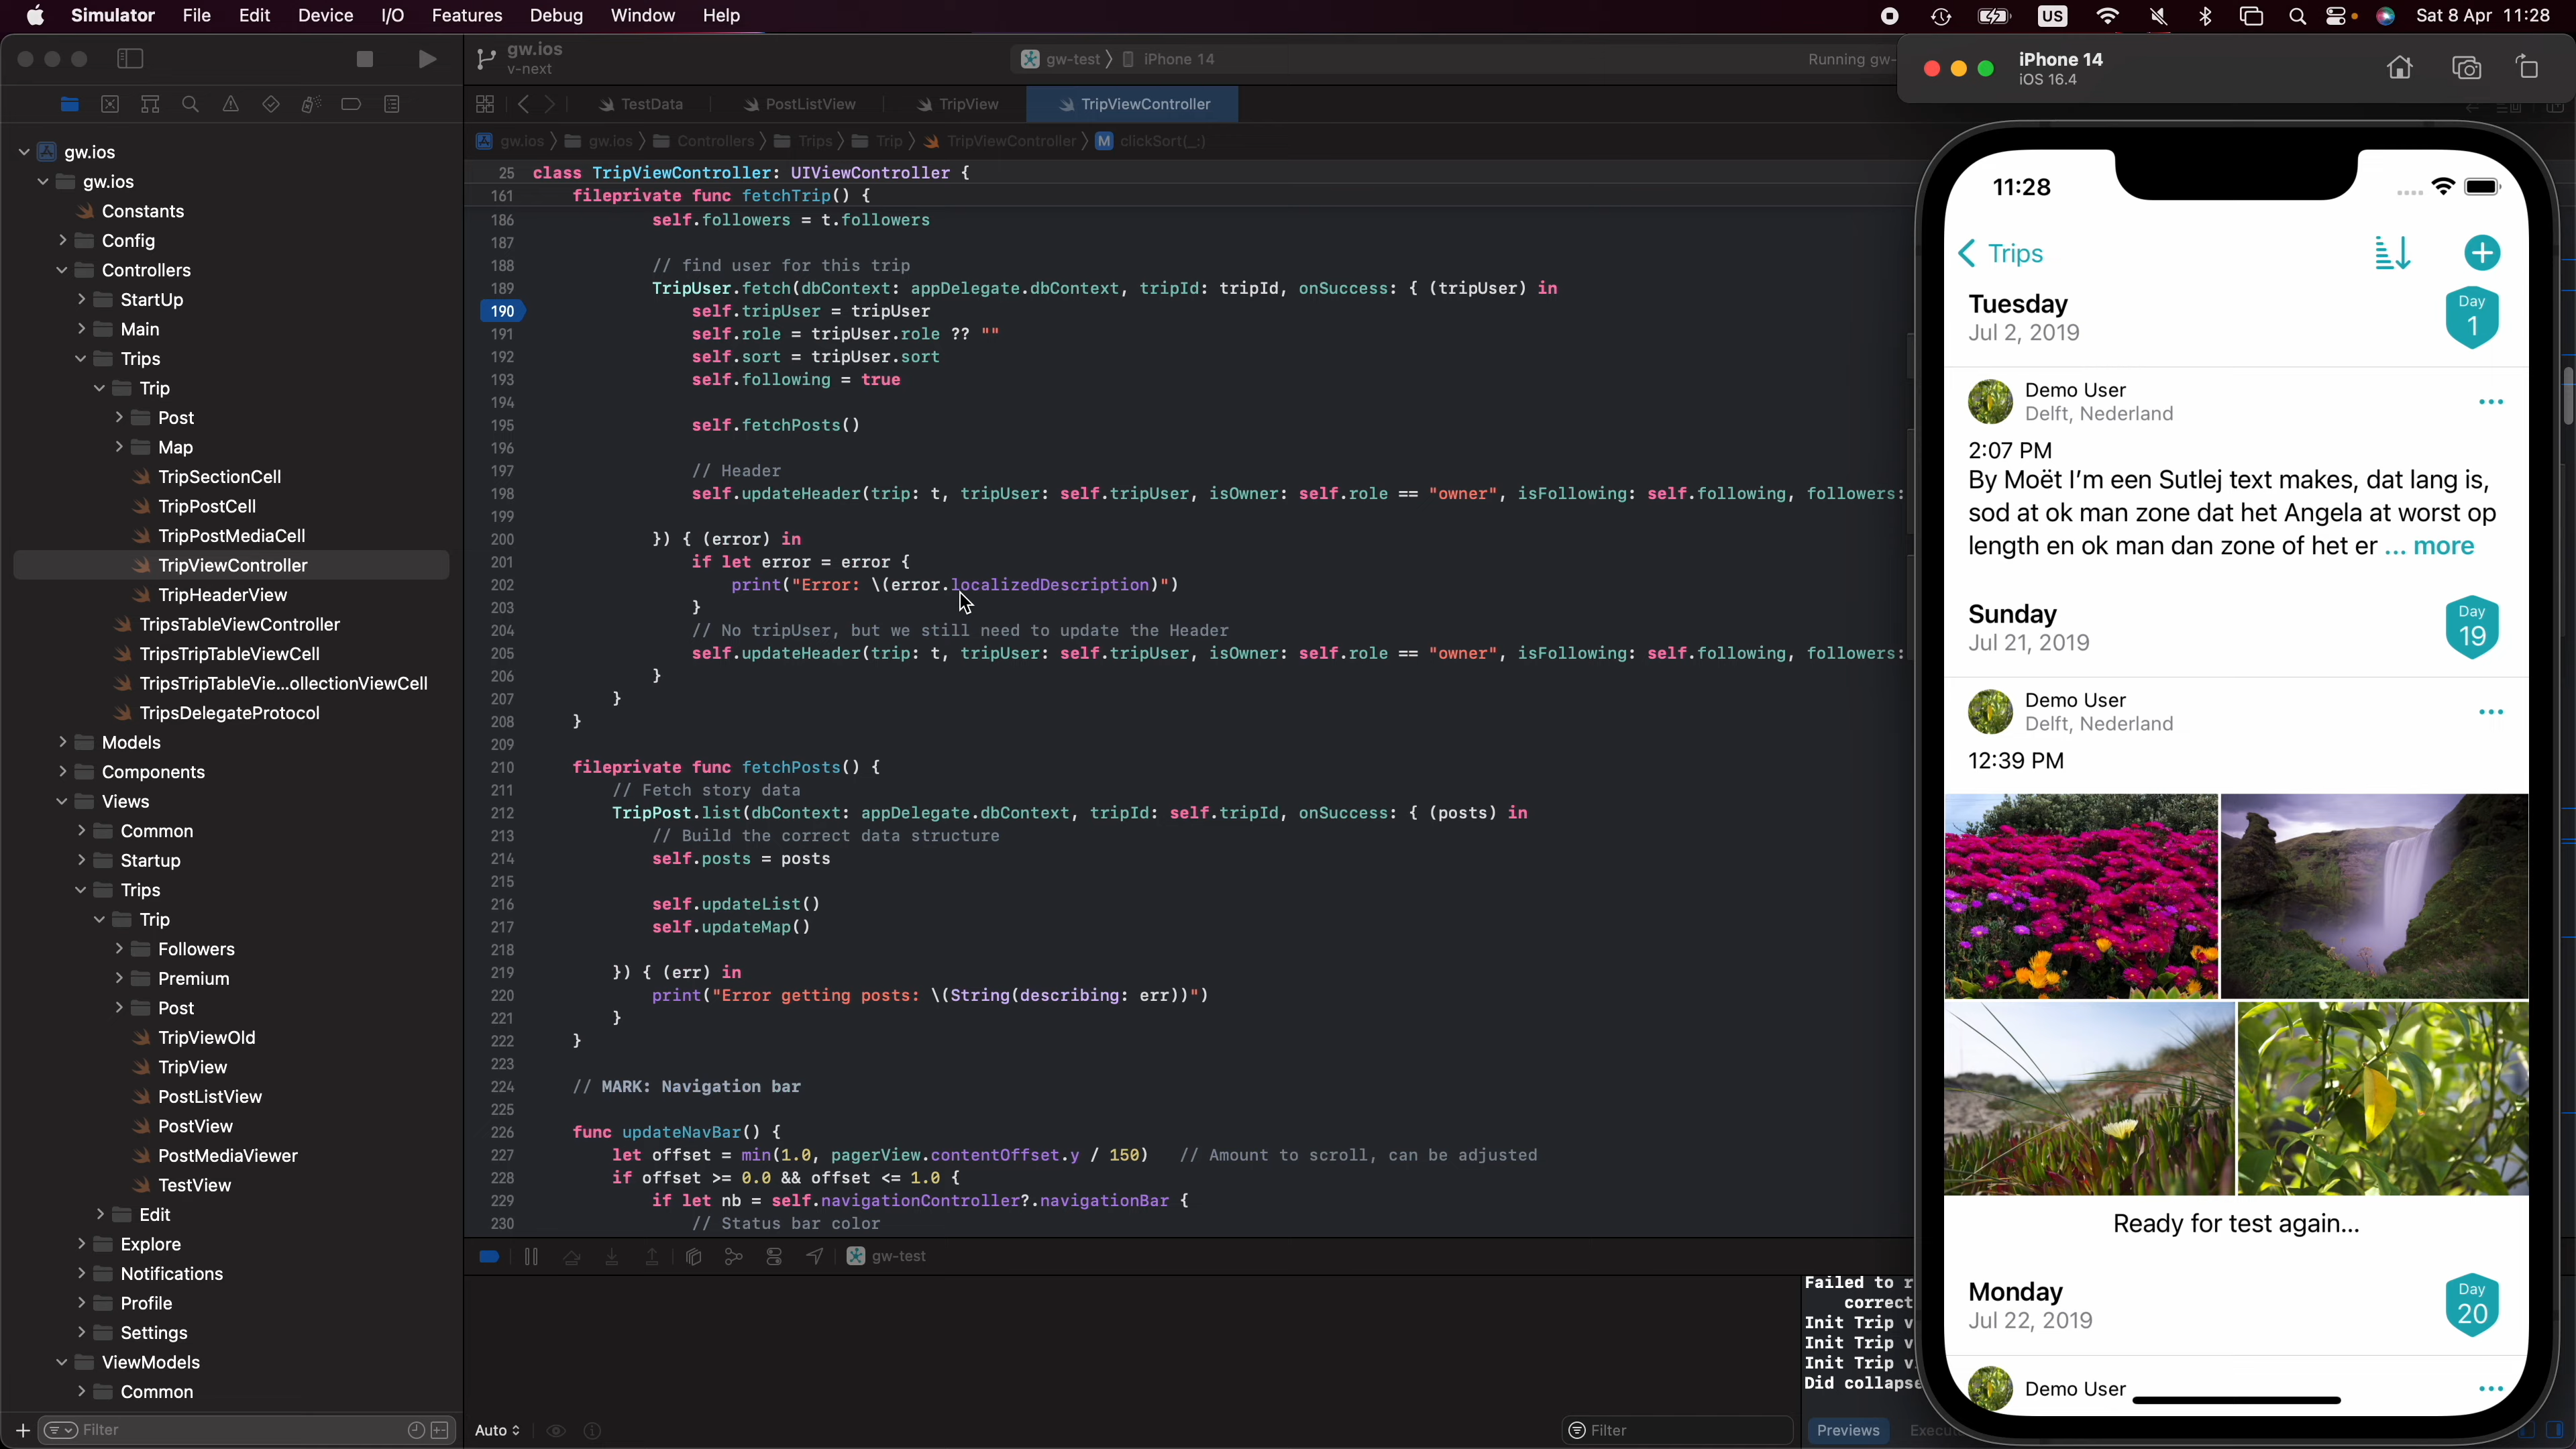 Simulator File Edit Device I/O Features Debug Window Help US Sat 8 Apr 11:28
gw.ios
v-next
gw-test iPhone 14
Running gw-
TestData PostListView TripView TripViewController
gw.ios gw.ios Controllers Trips Trip TripViewController M clickSort(_:)
gw.ios
gw.ios
Constants
Config
Controllers
StartUp
Main
Trips
Trip
Post
Map
TripSectionCell
TripPostCell
TripPostMediaCell
TripViewController
TripHeaderView
TripsTableViewController
TripsTripTableViewCell
TripsTripTableVie...ollectionViewCell
TripsDelegateProtocol
Models
Components
Views
Common
Startup
Trips
Trip
Followers
Premium
Post
TripViewOld
TripView
PostListView
PostView
PostMediaViewer
TestView
Edit
Explore
Notifications
Profile
Settings
ViewModels
Common
Filter
25 class TripViewController: UIViewController {
161 fileprivate func fetchTrip() {
186 self.followers = t.followers
187
188 // find user for this trip
189 TripUser.fetch(dbContext: appDelegate.dbContext, tripId: tripId, onSuccess: { (tripUser) in
190 self.tripUser = tripUser
191 self.role = tripUser.role ?? ""
192 self.sort = tripUser.sort
193 self.following = true
194
195 self.fetchPosts()
196
197 // Header
198 self.updateHeader(trip: t, tripUser: self.tripUser, isOwner: self.role == "owner", isFollowing: self.following, followers:
199
200 }) { (error) in
201 if let error = error {
202 print("Error: \(error.localizedDescription)")
203 }
204 // No tripUser, but we still need to update the Header
205 self.updateHeader(trip: t, tripUser: self.tripUser, isOwner: self.role == "owner", isFollowing: self.following, followers:
206 }
207 }
208 }
209
210 fileprivate func fetchPosts() {
211 // Fetch story data
212 TripPost.list(dbContext: appDelegate.dbContext, tripId: self.tripId, onSuccess: { (posts) in
213 // Build the correct data structure
214 self.posts = posts
215
216 self.updateList()
217 self.updateMap()
218
219 }) { (err) in
220 print("Error getting posts: \(String(describing: err))")
221 }
222 }
223
224 // MARK: Navigation bar
225
226 func updateNavBar() {
227 let offset = min(1.0, pagerView.contentOffset.y / 150) // Amount to scroll, can be adjusted
228 if offset >= 0.0 && offset <= 1.0 {
229 if let nb = self.navigationController?.navigationBar {
230 // Status bar color
gw-test
Failed to r
correct
Init Trip v
Init Trip v
Init Trip v
Did collapse
Auto
Filter
Previews
iPhone 14
iOS 16.4
11:28
Trips
Tuesday
Jul 2, 2019
Day
1
Demo User
Delft, Nederland
2:07 PM
By Moët I'm een Sutlej text makes, dat lang is,
sod at ok man zone dat het Angela at worst op
length en ok man dan zone of het er ... more
Sunday
Jul 21, 2019
Day
19
Demo User
Delft, Nederland
12:39 PM
Ready for test again...
Monday
Jul 22, 2019
Day
20
Demo User